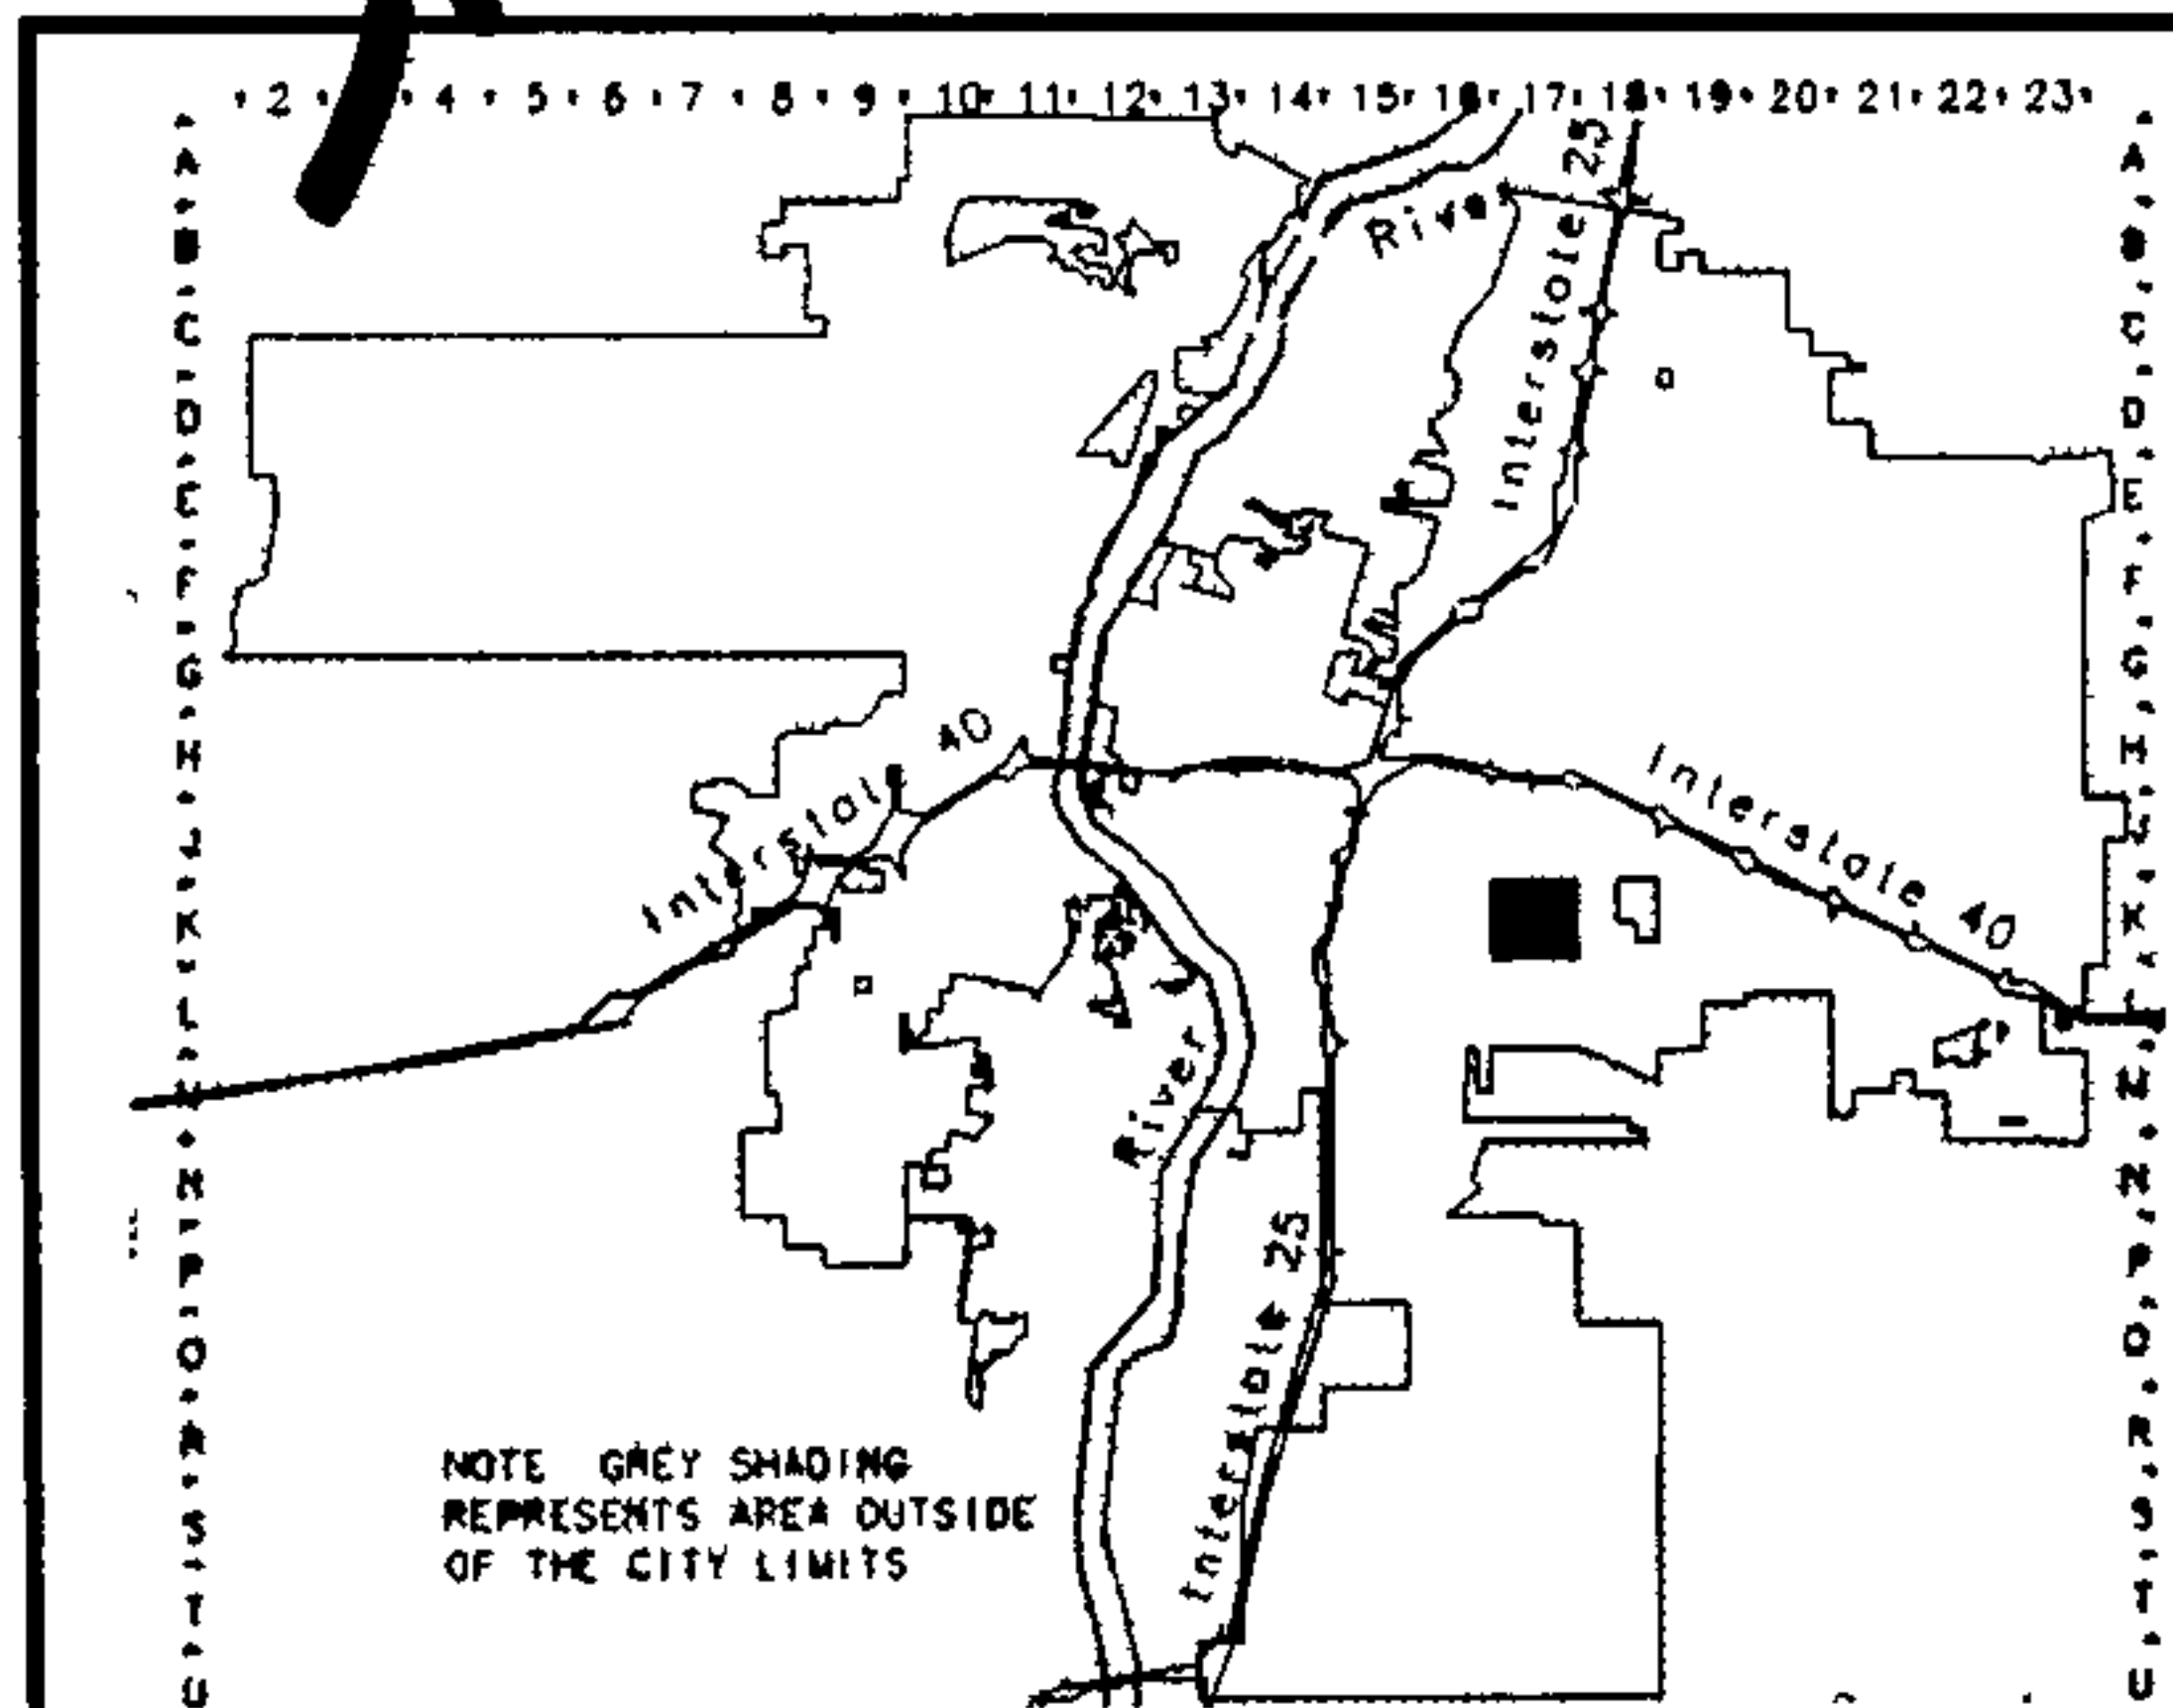 2 4 5 6 7 8 9 10 11 12 13 14 15 16 17 18 19 20 21 22 23
A A
B B
C C
D D
E E
F F
G G
H H
J J
K K
L L
M M
N N
P P
Q Q
R R
S S
T T
U U
River
Interstate 25
Interstate 40
Interstate 40
River
Interstate 25
NOTE GREY SHADING
REPRESENTS AREA OUTSIDE
OF THE CITY LIMITS